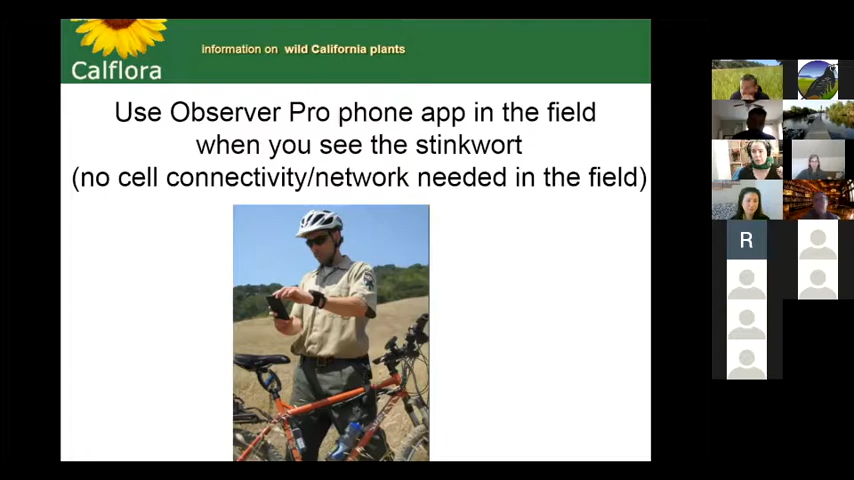 Calflora
information on wild California plants
Use Observer Pro phone app in the field
when you see the stinkwort
(no cell connectivity/network needed in the field)
R